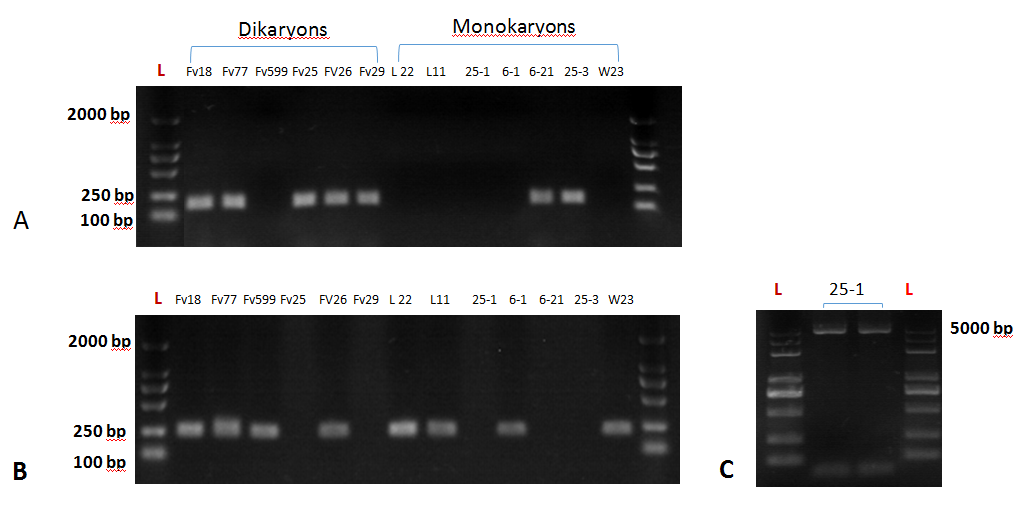 Dikaryons Monokaryons
L Fv18 Fv77 Fv599 Fv25 FV26 Fv29 L 22 L11 25-1 6-1 6-21 25-3 W23
2000 bp
250 bp
A
100 bp
L Fv18 Fv77 Fv599 Fv25 FV26 Fv29 L 22 L11 25-1 6-1 6-21 25-3 W23
L 25-1 L
5000 bp
2000 bp
250 bp
100 bp
B
C